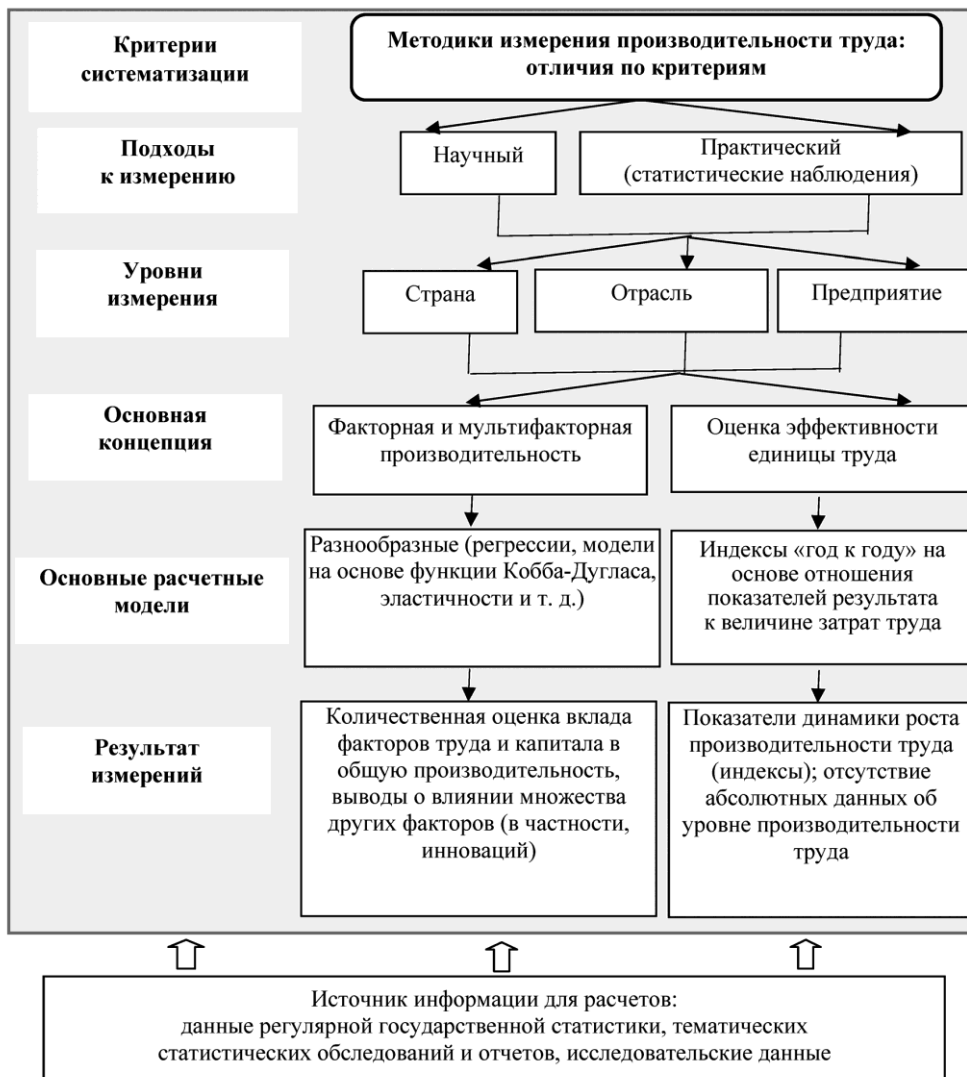 Критерии
систематизации
Методики измерения производительности труда:
отличия по критериям
Подходы
к измерению
Научный
Практический
(статистические наблюдения)
Уровни
измерения
Страна
Отрасль
Предприятие
Основная
концепция
Факторная и мультифакторная
производительность
Оценка эффективности
единицы труда
Основные расчетные
модели
Разнообразные (регрессии, модели
на основе функции Кобба-Дугласа,
эластичности и т. д.)
Индексы «год к году» на
основе отношения
показателей результата
к величине затрат труда
Результат
измерений
Количественная оценка вклада
факторов труда и капитала в
общую производительность,
выводы о влиянии множества
других факторов (в частности,
инноваций)
Показатели динамики роста
производительности труда
(индексы); отсутствие
абсолютных данных об
уровне производительности
труда
Источник информации для расчетов:
данные регулярной государственной статистики, тематических
статистических обследований и отчетов, исследовательские данные